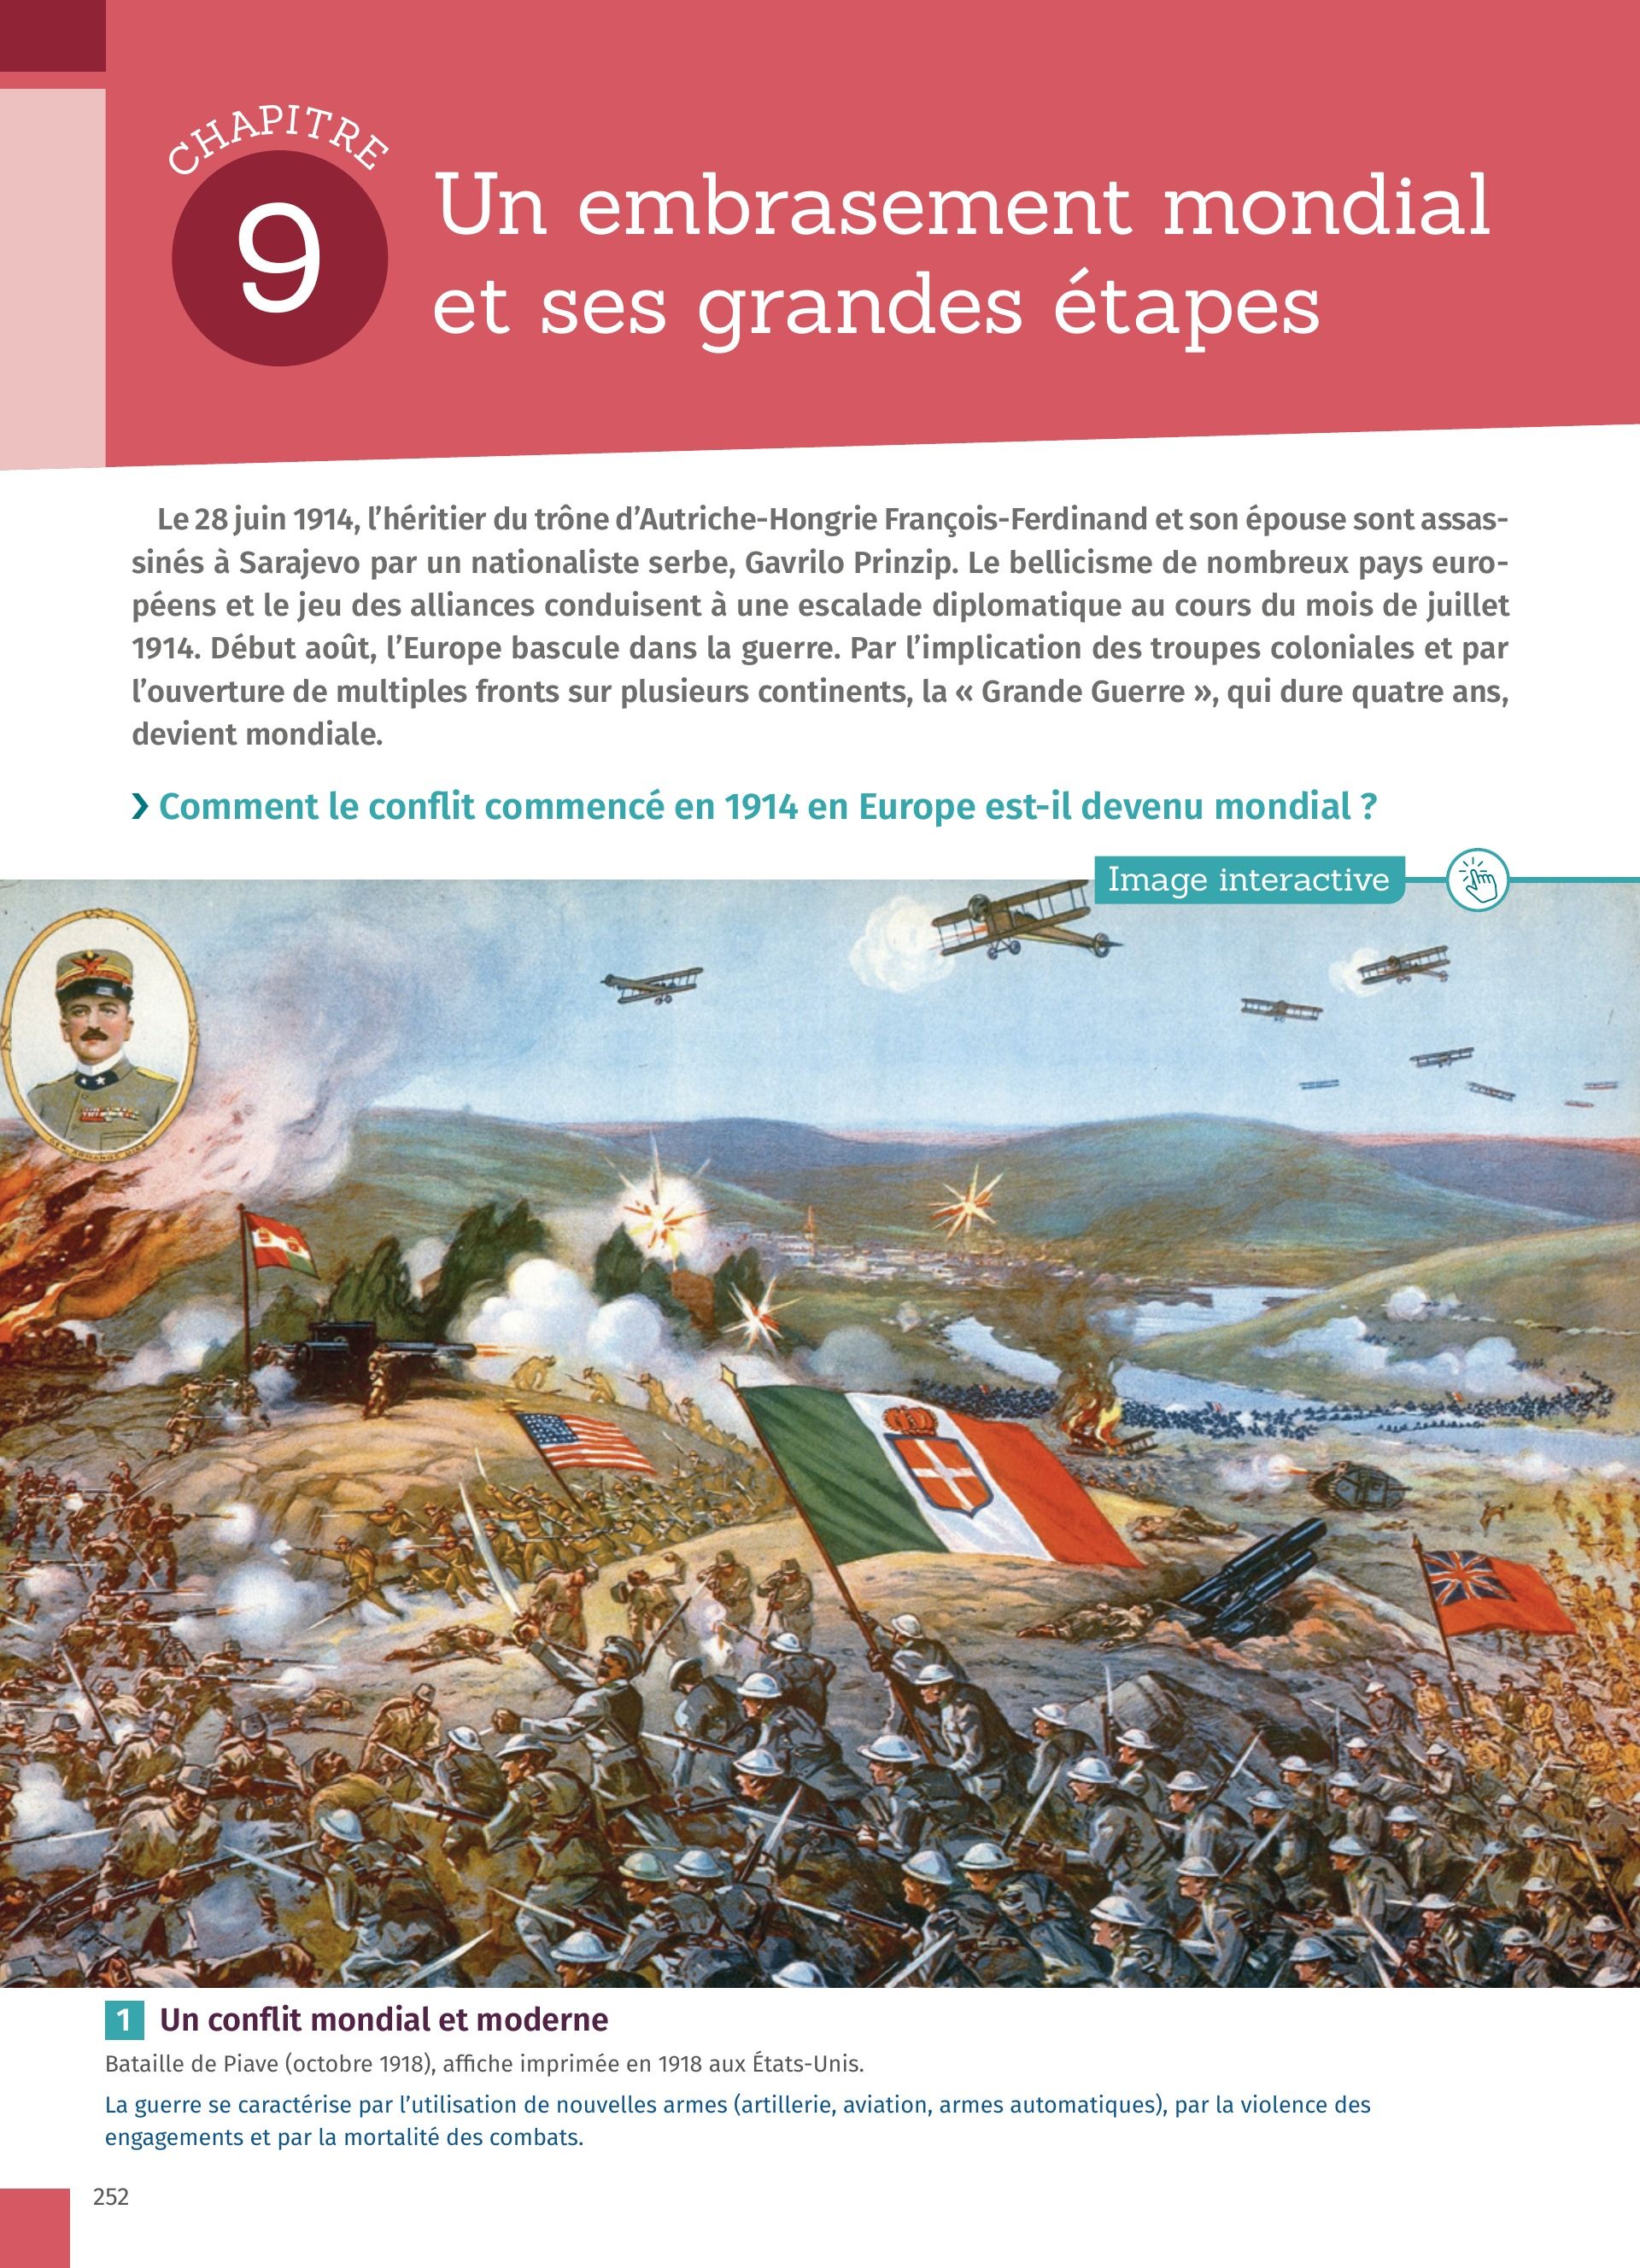 CHAPITRE
9
Un embrasement mondial
et ses grandes étapes
Le 28 juin 1914, l’héritier du trône d’Autriche-Hongrie François-Ferdinand et son épouse sont assas-
sinés à Sarajevo par un nationaliste serbe, Gavrilo Prinzip. Le bellicisme de nombreux pays euro-
péens et le jeu des alliances conduisent à une escalade diplomatique au cours du mois de juillet
1914. Début août, l’Europe bascule dans la guerre. Par l’implication des troupes coloniales et par
l’ouverture de multiples fronts sur plusieurs continents, la « Grande Guerre », qui dure quatre ans,
devient mondiale.
› Comment le conflit commencé en 1914 en Europe est-il devenu mondial ?
Image interactive
1 Un conflit mondial et moderne
Bataille de Piave (octobre 1918), affiche imprimée en 1918 aux États-Unis.
La guerre se caractérise par l’utilisation de nouvelles armes (artillerie, aviation, armes automatiques), par la violence des
engagements et par la mortalité des combats.
252